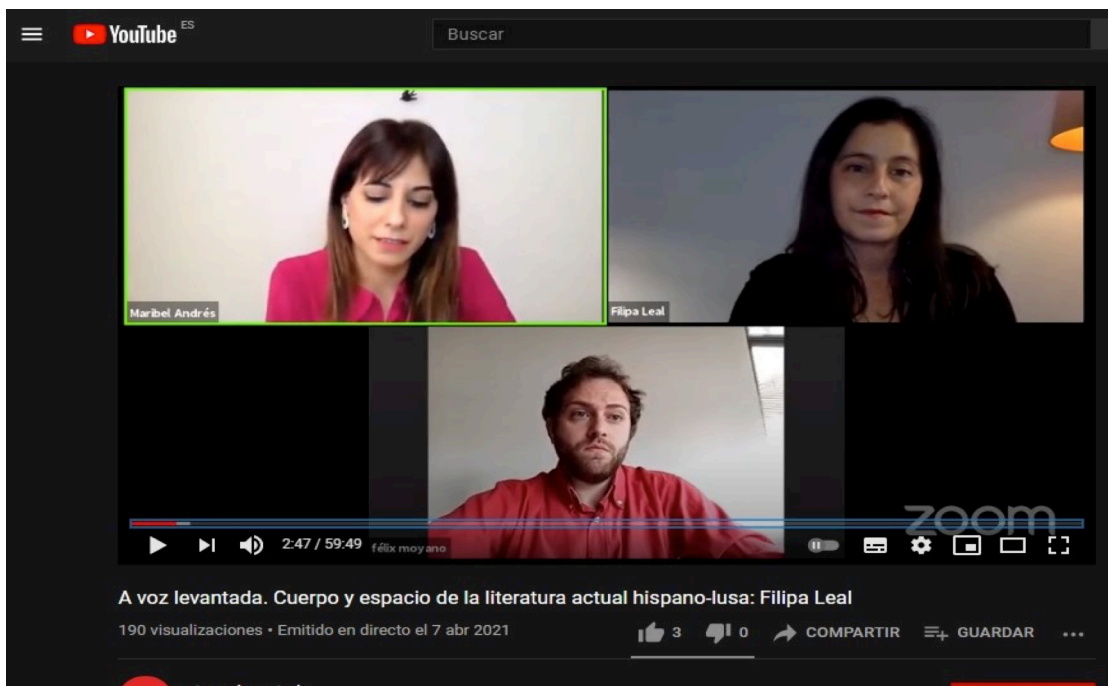 YouTube ES
Buscar
Maribel Andrés
Filipa Leal
zoom
2:47 / 59:49
félix moyano
A voz levantada. Cuerpo y espacio de la literatura actual hispano-lusa: Filipa Leal
190 visualizaciones • Emitido en directo el 7 abr 2021
3 0 COMPARTIR GUARDAR